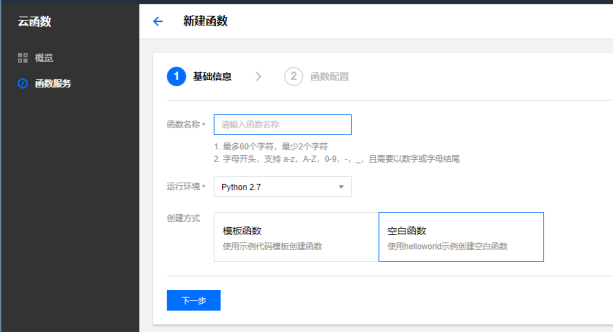 云函数
概览
函数服务
新建函数
1 基础信息
2 函数配置
函数名称 *
请输入函数名称
1. 最多60个字符，最少2个字符
2. 字母开头，支持 a-z，A-Z，0-9，-，_，且需要以数字或字母结尾
运行环境 *
Python 2.7
创建方式
模板函数
使用示例代码模板创建函数
空白函数
使用helloworld示例创建空白函数
下一步